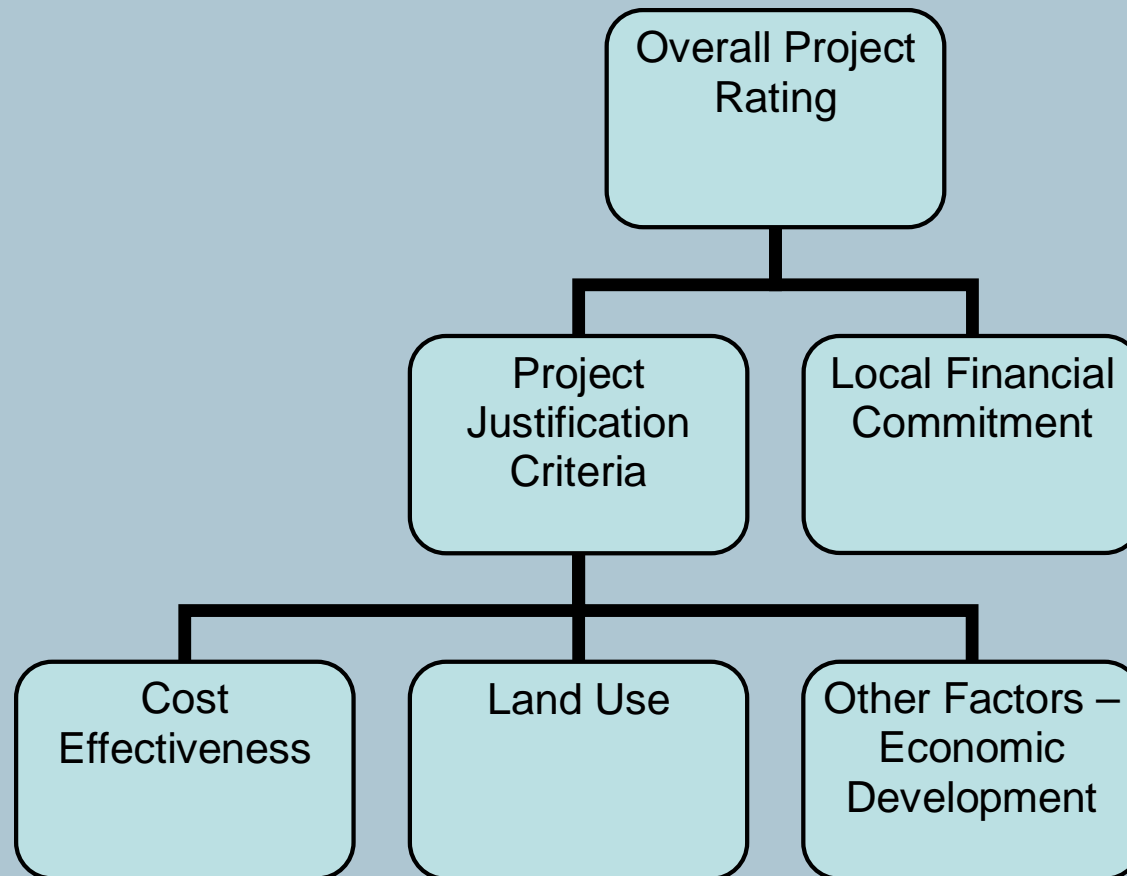 Overall Project
Rating
Project
Justification
Criteria
Local Financial
Commitment
Cost
Effectiveness
Land Use
Other Factors –
Economic
Development